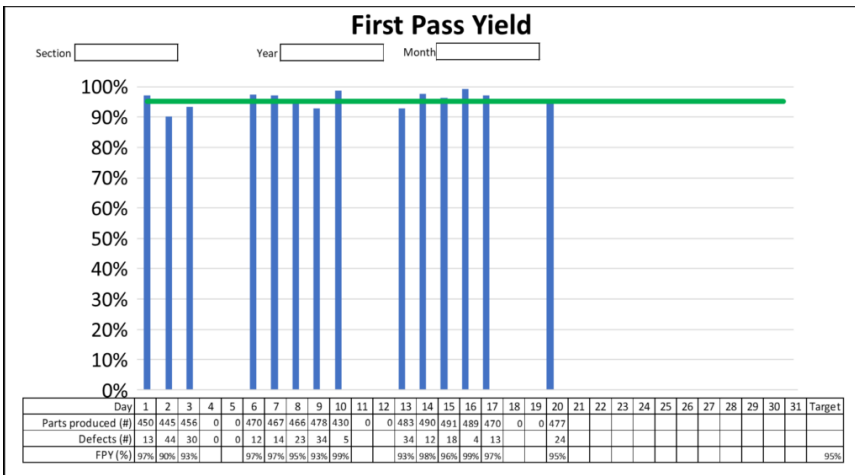 First Pass Yield
Section Year Month
100%
90%
80%
70%
60%
50%
40%
30%
20%
10%
0%
Day 1 2 3 4 5 6 7 8 9 10 11 12 13 14 15 16 17 18 19 20 21 22 23 24 25 26 27 28 29 30 31 Target
Parts produced (#) 450 445 456 0 0 470 467 466 478 430 0 0 483 490 491 489 470 0 0 477
Defects (#) 13 44 30 0 0 12 14 23 34 5 34 12 18 4 13 24
FPY (%) 97% 90% 93% 97% 97% 95% 93% 99% 93% 98% 96% 99% 97% 95% 95%